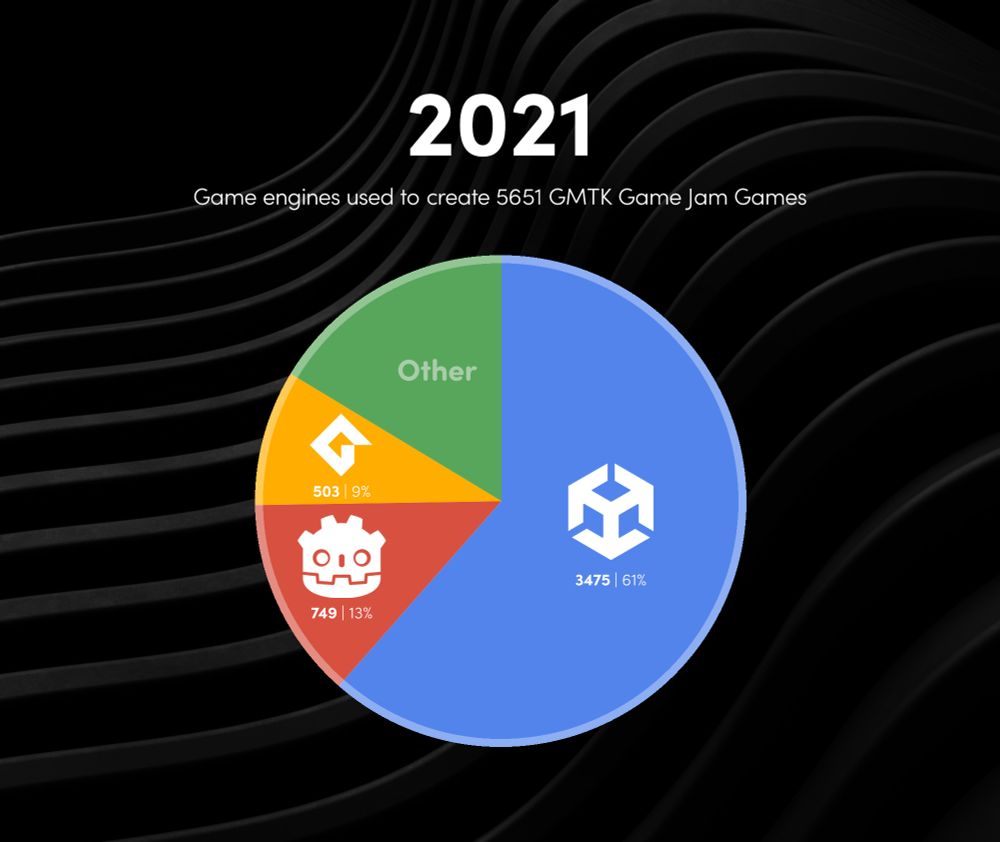 2021
Game engines used to create 5651 GMTK Game Jam Games
Other
503 | 9%
3475 | 61%
749 | 13%